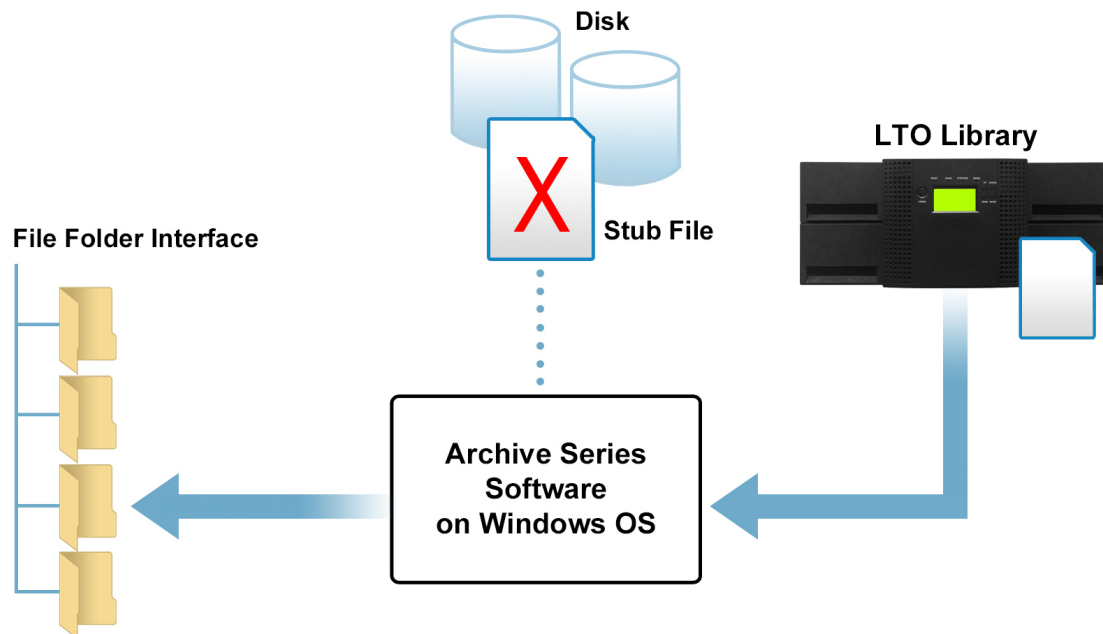 Disk
LTO Library
Stub File
File Folder Interface
X
Archive Series
Software
on Windows OS